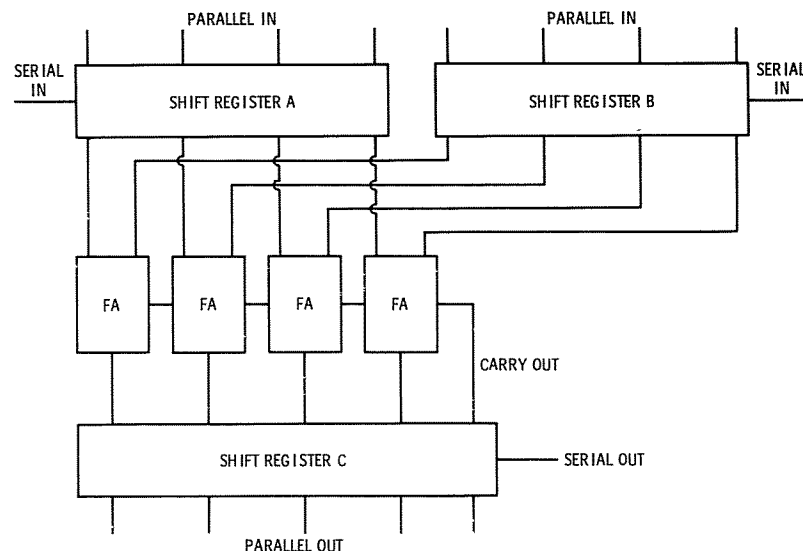 PARALLEL IN
PARALLEL IN
SERIAL IN
SHIFT REGISTER A
SHIFT REGISTER B
SERIAL IN
FA
FA
FA
FA
CARRY OUT
SHIFT REGISTER C
SERIAL OUT
PARALLEL OUT